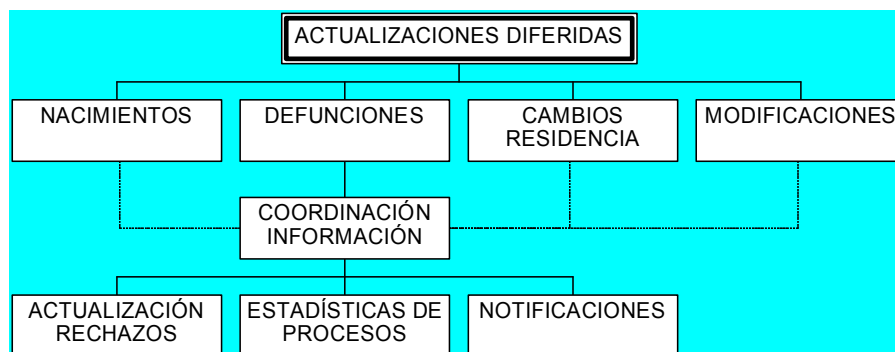 ACTUALIZACIONES DIFERIDAS
NACIMIENTOS
DEFUNCIONES
CAMBIOS
RESIDENCIA
MODIFICACIONES
COORDINACIÓN
INFORMACIÓN
ACTUALIZACIÓN
RECHAZOS
ESTADÍSTICAS DE
PROCESOS
NOTIFICACIONES